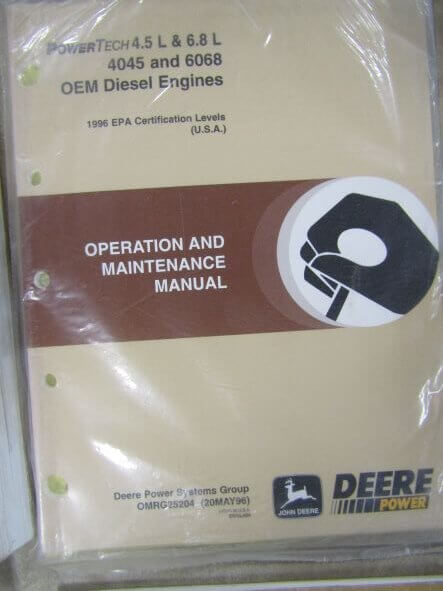 POWERTECH 4.5 L & 6.8 L
4045 and 6068
OEM Diesel Engines
1996 EPA Certification Levels
(U.S.A.)
OPERATION AND
MAINTENANCE
MANUAL
Deere Power Systems Group
OMRG25204 (20MAY96)
ENGLISH
JOHN DEERE
DEERE
POWER